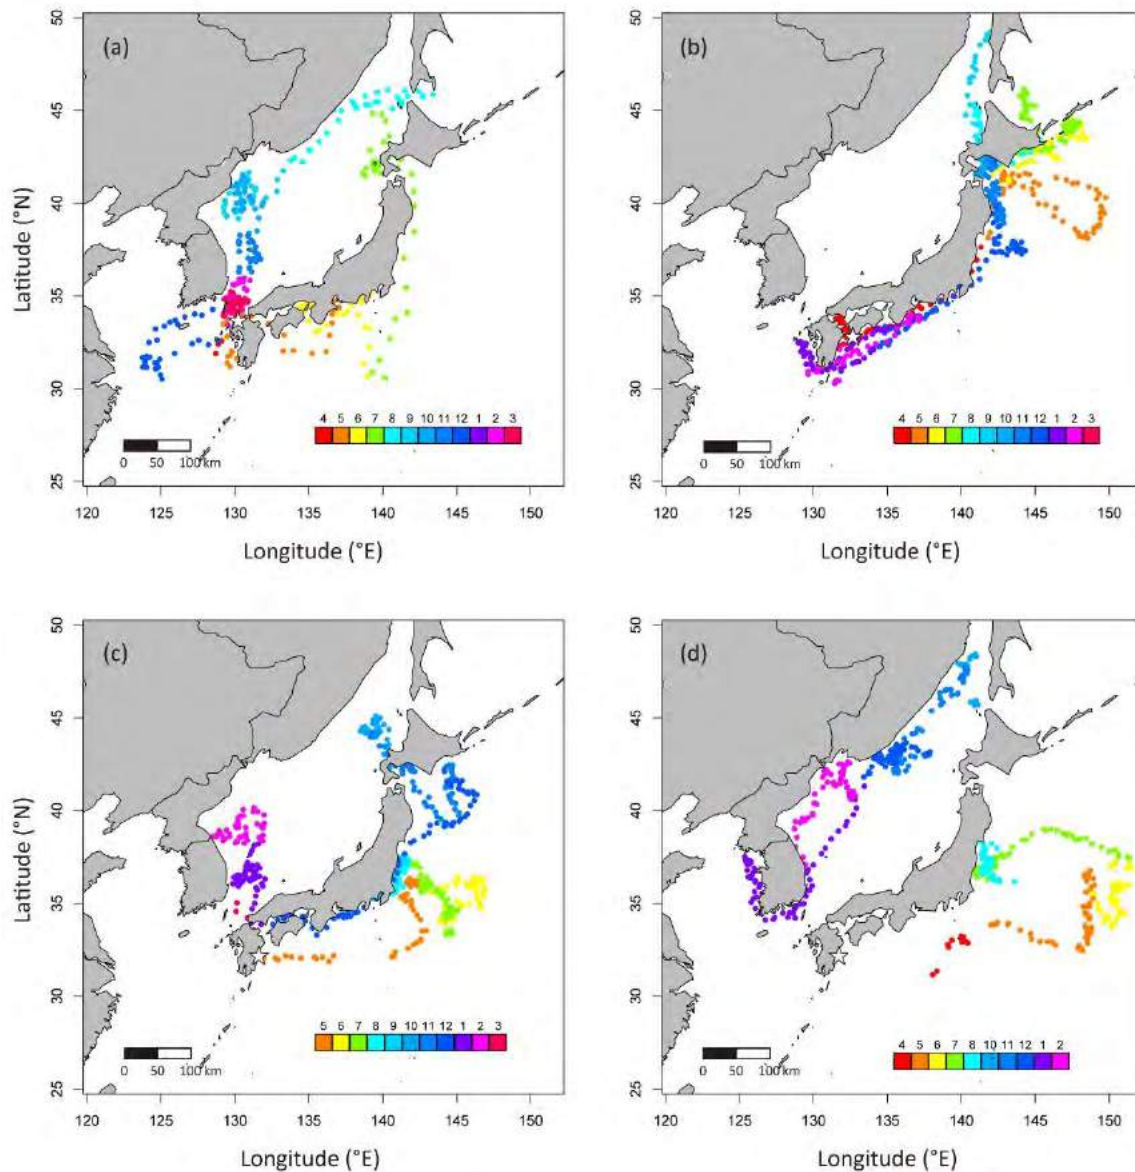 (a)
50
45
40
35
30
25
Latitude (°N)
4 5 6 7 8 9 10 11 12 1 2 3
0 50 100 km
120 125 130 135 140 145 150
Longitude (°E)
(b)
50
45
40
35
30
25
4 5 6 7 8 9 10 11 12 1 2 3
0 50 100 km
120 125 130 135 140 145 150
Longitude (°E)
(c)
50
45
40
35
30
25
Latitude (°N)
5 6 7 8 9 10 11 12 1 2 3
0 50 100 km
120 125 130 135 140 145 150
Longitude (°E)
(d)
50
45
40
35
30
25
4 5 6 7 8 10 11 12 1 2
0 50 100 km
120 125 130 135 140 145 150
Longitude (°E)